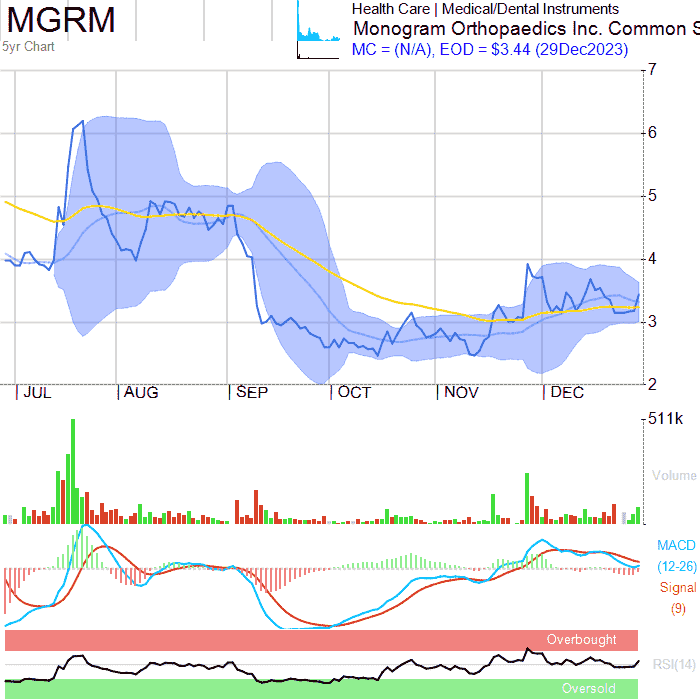 MGRM
5yr Chart
Health Care | Medical/Dental Instruments
Monogram Orthopaedics Inc. Common S
MC = (N/A), EOD = $3.44 (29Dec2023)
7
6
5
4
3
2
JUL AUG SEP OCT NOV DEC
511k
Volume
MACD
(12-26)
Signal
(9)
Overbought
RSI(14)
Oversold